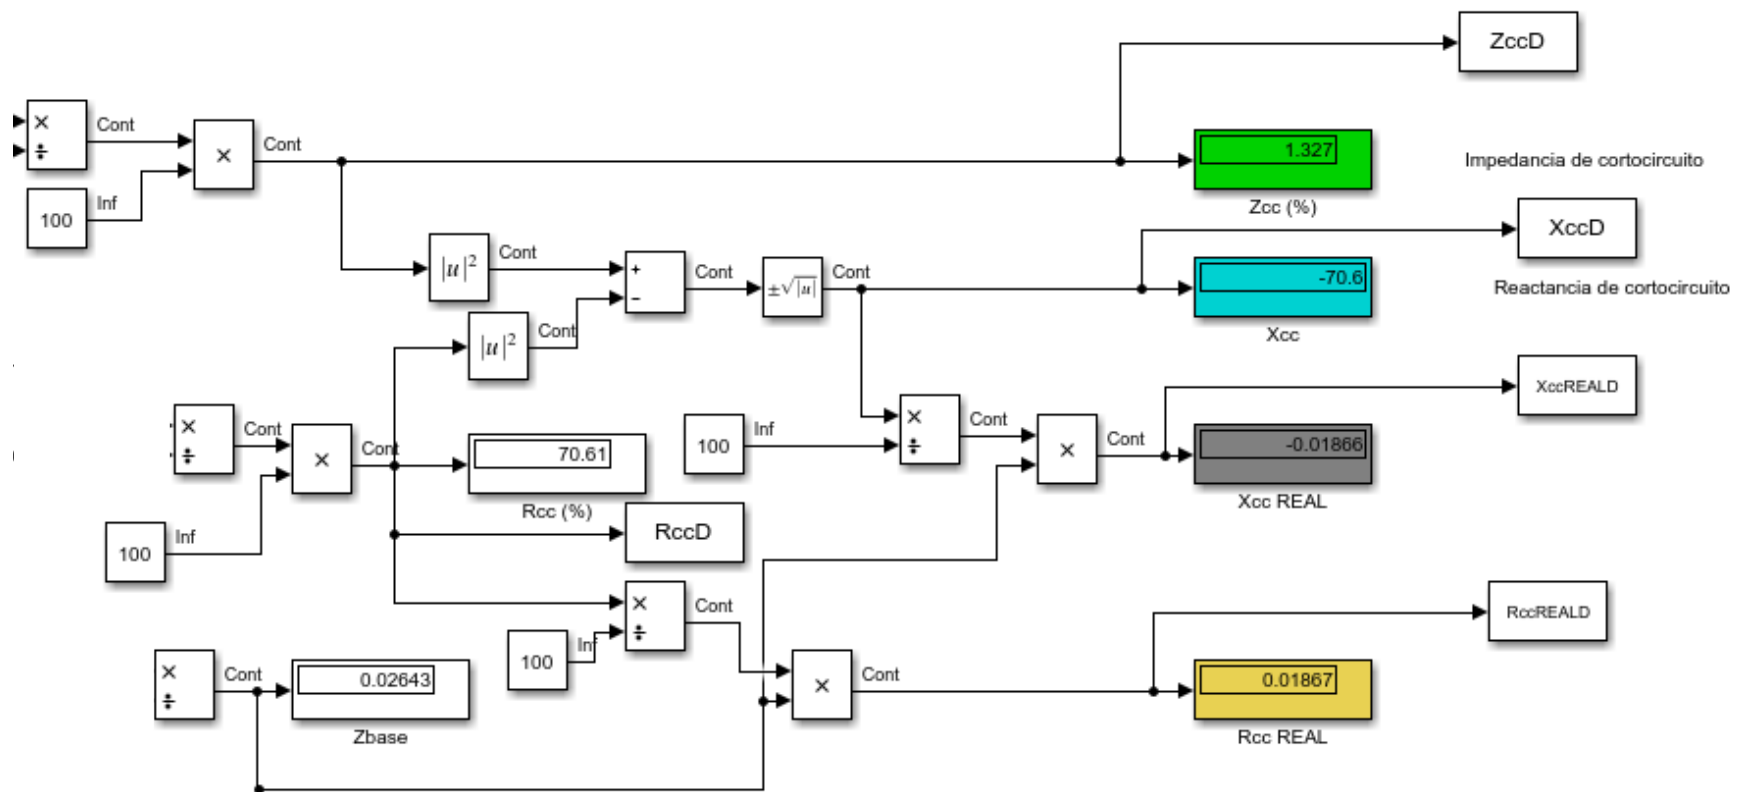 ZccD
×
÷
Cont
×
Cont
100
Inf
1.327
Zcc (%)
Impedancia de cortocircuito
XccD
|u|²
Cont
+
−
Cont
±√|u|
Cont
-70.6
Xcc
Reactancia de cortocircuito
|u|²
Cont
XccREALD
×
÷
Cont
×
Cont
70.61
Rcc (%)
100
Inf
×
÷
Cont
×
Cont
-0.01866
Xcc REAL
100
Inf
RccD
×
÷
Cont
100
Inf
RccREALD
×
÷
Cont
0.02643
Zbase
×
Cont
0.01867
Rcc REAL